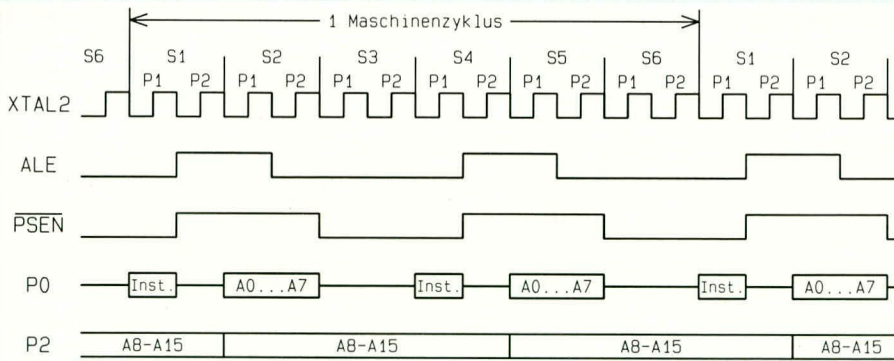 1 Maschinenzyklus
S6 S1 S2 S3 S4 S5 S6 S1 S2
P1 P2 P1 P2 P1 P2 P1 P2 P1 P2 P1 P2 P1 P2 P1 P2
XTAL2
ALE
PSEN
P0 Inst. A0...A7 Inst. A0...A7 Inst. A0...A7
P2 A8-A15 A8-A15 A8-A15 A8-A15